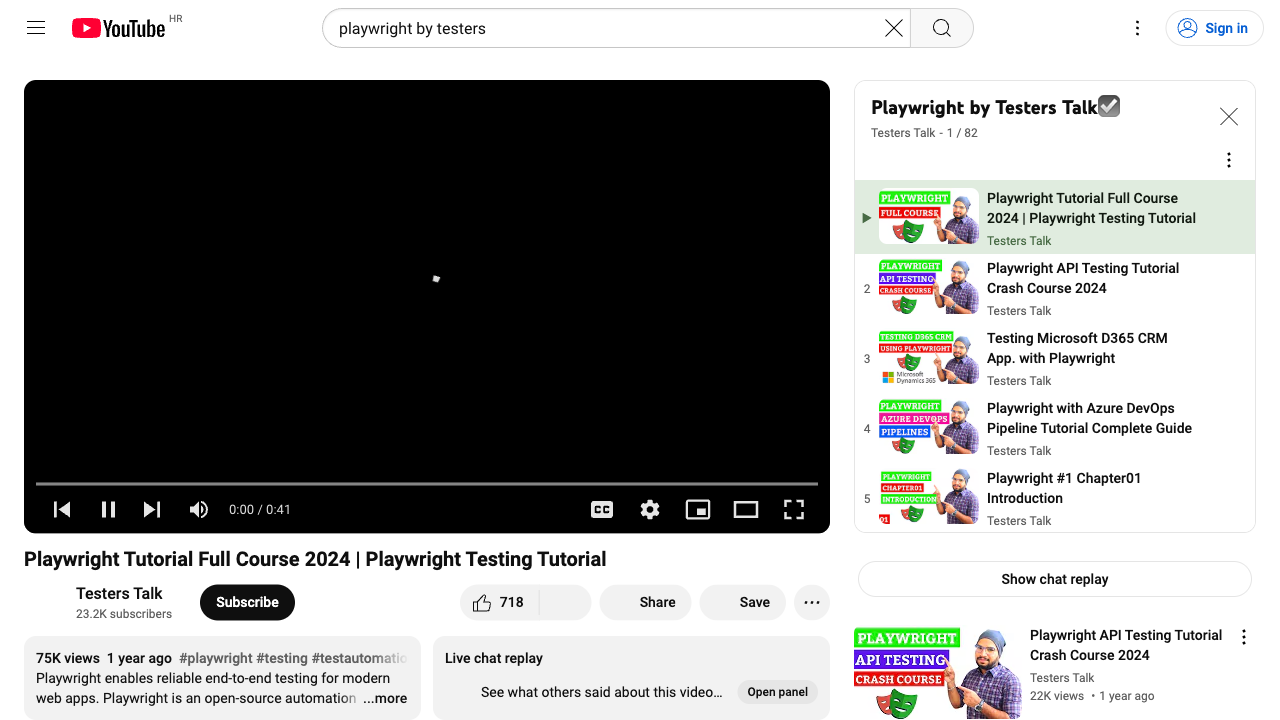 YouTube HR
playwright by testers
Sign in
CC
0:00 / 0:41
Playwright Tutorial Full Course 2024 | Playwright Testing Tutorial
Testers Talk
23.2K subscribers
Subscribe
718
Share
Save
75K views 1 year ago #playwright #testing #testautomatic
Playwright enables reliable end-to-end testing for modern
web apps. Playwright is an open-source automation ...more
Live chat replay
See what others said about this video...
Open panel
Playwright by Testers Talk
Testers Talk - 1 / 82
PLAYWRIGHT
FULL COURSE
Playwright Tutorial Full Course
2024 | Playwright Testing Tutorial
Testers Talk
2
PLAYWRIGHT
API TESTING
CRASH COURSE
Playwright API Testing Tutorial
Crash Course 2024
Testers Talk
3
TESTING D365 CRM
USING PLAYWRIGHT
Microsoft
Dynamics 365
Testing Microsoft D365 CRM
App. with Playwright
Testers Talk
4
PLAYWRIGHT
AZURE DEVOPS
PIPELINES
Playwright with Azure DevOps
Pipeline Tutorial Complete Guide
Testers Talk
5
PLAYWRIGHT
CHAPTER01
INTRODUCTION
01
Playwright #1 Chapter01
Introduction
Testers Talk
Show chat replay
PLAYWRIGHT
API TESTING
CRASH COURSE
Playwright API Testing Tutorial
Crash Course 2024
Testers Talk
22K views • 1 year ago